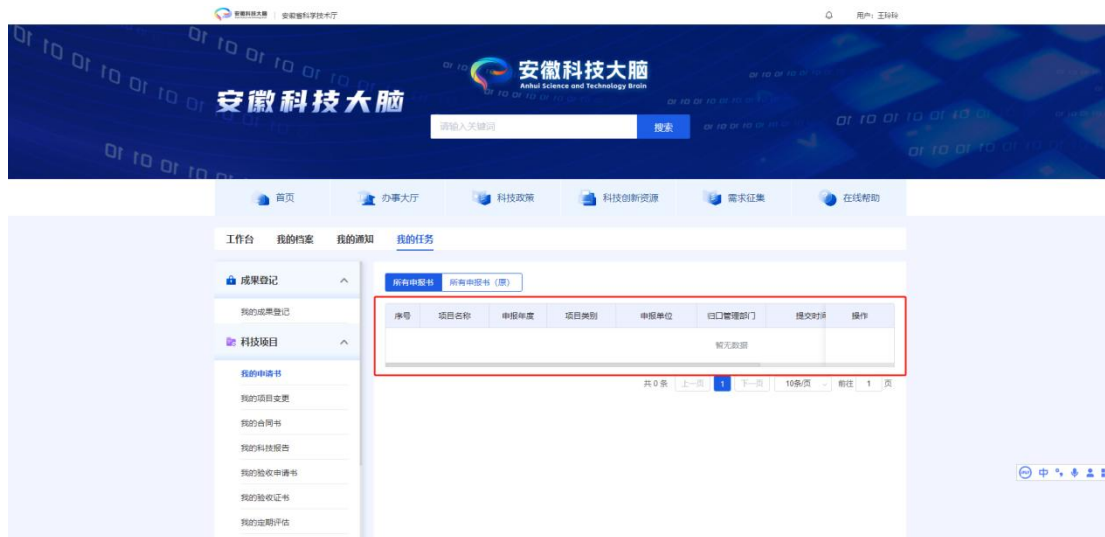 安徽科技大脑 安徽省科学技术厅 用户：王玲玲
安徽科技大脑
安徽科技大脑
Anhui Science and Technology Brain
请输入关键词 搜索
首页 办事大厅 科技政策 科技创新资源 需求征集 在线帮助
工作台 我的档案 我的通知 我的任务
成果登记
我的成果登记
科技项目
我的申请书
我的项目变更
我的合同书
我的科技报告
我的验收申请书
我的验收证书
我的定期评估
所有申报书 所有申报书（原）
序号 项目名称 申报年度 项目类别 申报单位 归口管理部门 提交时间 操作
暂无数据
共 0 条 上一页 1 下一页 10条/页 前往 1 页
中